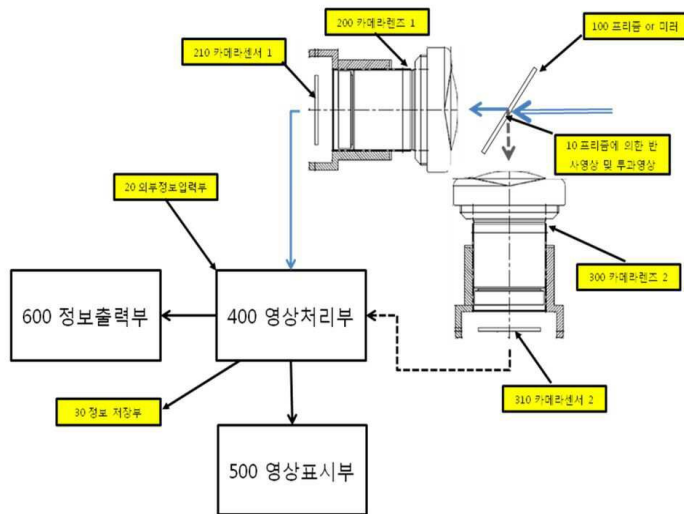 200 카메라렌즈 1
100 프리즘 or 미러
210 카메라센서 1
10 프리즘에 의한 반
사영상 및 투과영상
20 외부정보입력부
300 카메라렌즈 2
600 정보출력부
400 영상처리부
310 카메라센서 2
30 정보 저장부
500 영상표시부